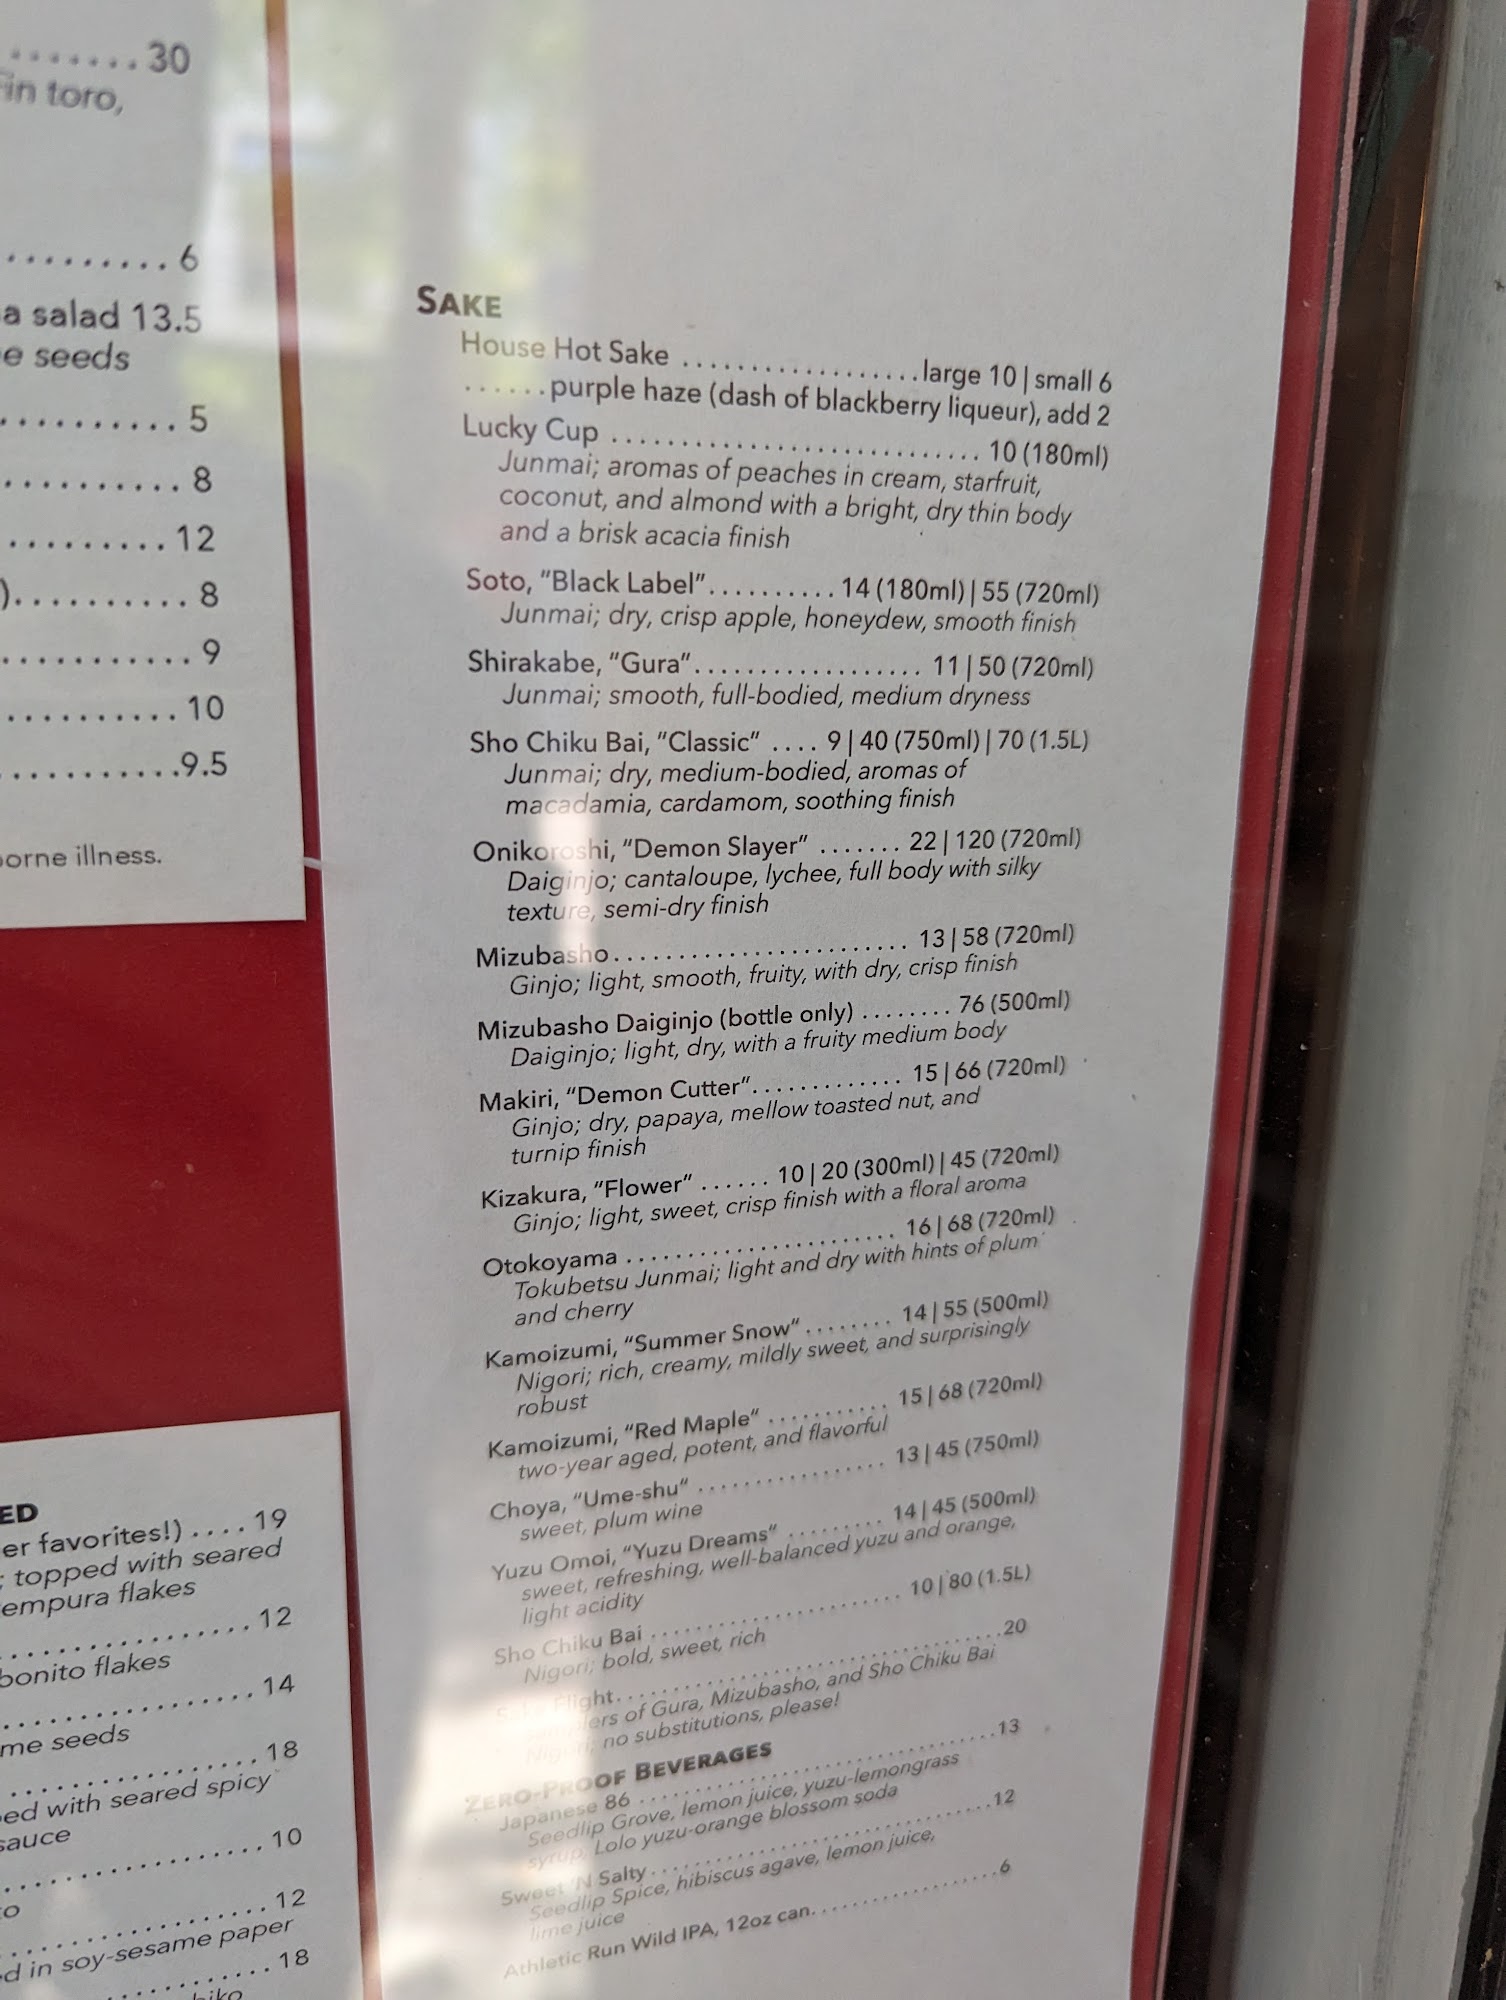 .......30
Fin toro,
.........6
a salad 13.5
e seeds
..........5
..........8
.........12
)..........8
...........9
..........10
...........9.5
borne illness.
ED
er favorites!) ....19
; topped with seared
empura flakes
................12
bonito flakes
................14
me seeds
................18
ed with seared spicy
sauce
................10
to
................12
ed in soy-sesame paper
..........18
SAKE
House Hot Sake ..................large 10 | small 6
......purple haze (dash of blackberry liqueur), add 2
Lucky Cup ........................... 10 (180ml)
Junmai; aromas of peaches in cream, starfruit,
coconut, and almond with a bright, dry thin body
and a brisk acacia finish
Soto, "Black Label"..........14 (180ml) | 55 (720ml)
Junmai; dry, crisp apple, honeydew, smooth finish
Shirakabe, "Gura".................. 11 | 50 (720ml)
Junmai; smooth, full-bodied, medium dryness
Sho Chiku Bai, "Classic" .... 9 | 40 (750ml) | 70 (1.5L)
Junmai; dry, medium-bodied, aromas of
macadamia, cardamom, soothing finish
Onikoroshi, "Demon Slayer" ....... 22 | 120 (720ml)
Daiginjo; cantaloupe, lychee, full body with silky
texture, semi-dry finish
Mizubasho........................ 13 | 58 (720ml)
Ginjo; light, smooth, fruity, with dry, crisp finish
Mizubasho Daiginjo (bottle only) ........ 76 (500ml)
Daiginjo; light, dry, with a fruity medium body
Makiri, "Demon Cutter"............. 15 | 66 (720ml)
Ginjo; dry, papaya, mellow toasted nut, and
turnip finish
Kizakura, "Flower" ...... 10 | 20 (300ml) | 45 (720ml)
Ginjo; light, sweet, crisp finish with a floral aroma
Otokoyama ...................... 16 | 68 (720ml)
Tokubetsu Junmai; light and dry with hints of plum
and cherry
Kamoizumi, "Summer Snow" ........ 14 | 55 (500ml)
Nigori; rich, creamy, mildly sweet, and surprisingly
robust
Kamoizumi, "Red Maple" ........... 15 | 68 (720ml)
two-year aged, potent, and flavorful
Choya, "Ume-shu" ................. 13 | 45 (750ml)
sweet, plum wine
Yuzu Omoi, "Yuzu Dreams" ......... 14 | 45 (500ml)
sweet, refreshing, well-balanced yuzu and orange,
light acidity
Sho Chiku Bai ....................... 10 | 80 (1.5L)
Nigori; bold, sweet, rich
Flight...................................20
of Gura, Mizubasho, and Sho Chiku Bai
Nigori; no substitutions, please!
ZERO-PROOF BEVERAGES
Japanese 86 .................................13
Seedlip Grove, lemon juice, yuzu-lemongrass
syrup, Lolo yuzu-orange blossom soda
Sweet 'N Salty...............................12
Seedlip Spice, hibiscus agave, lemon juice,
lime juice
Athletic Run Wild IPA, 12oz can..................6